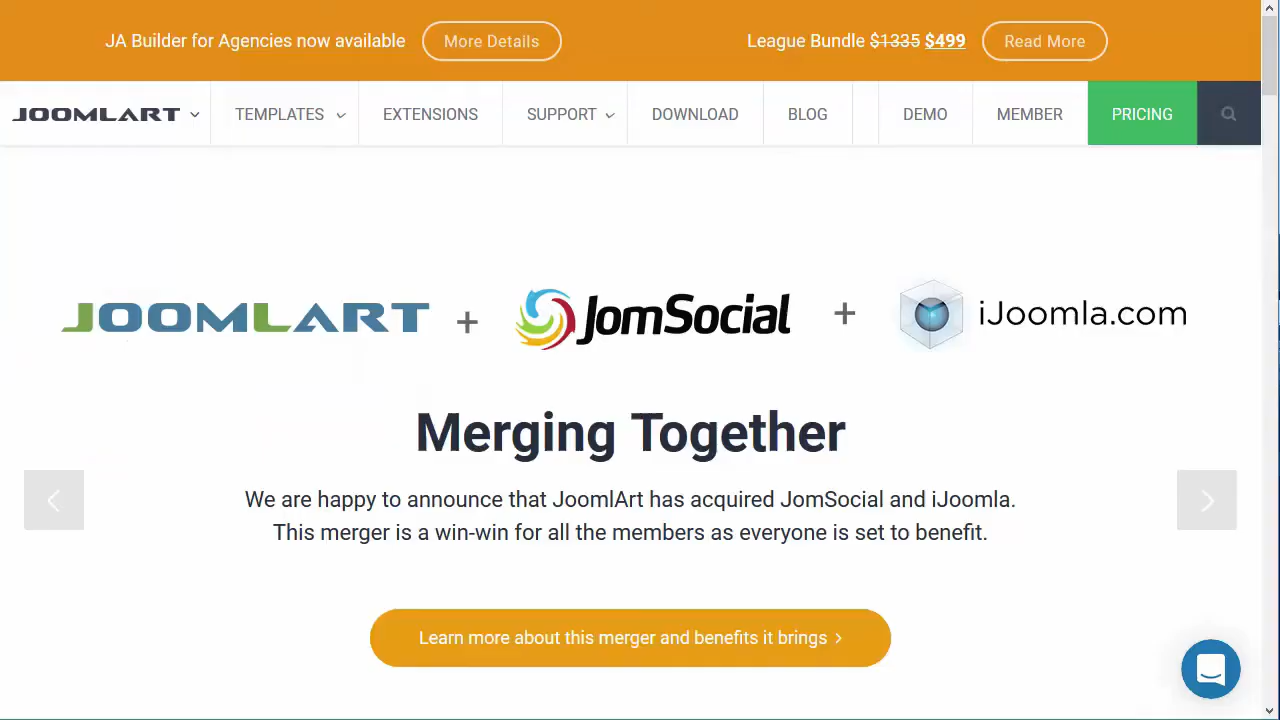 JA Builder for Agencies now available More Details League Bundle $1335 $499 Read More
JOOMLART TEMPLATES EXTENSIONS SUPPORT DOWNLOAD BLOG DEMO MEMBER PRICING
JOOMLART + JomSocial + iJoomla.com
Merging Together
We are happy to announce that JoomlArt has acquired JomSocial and iJoomla.
This merger is a win-win for all the members as everyone is set to benefit.
Learn more about this merger and benefits it brings